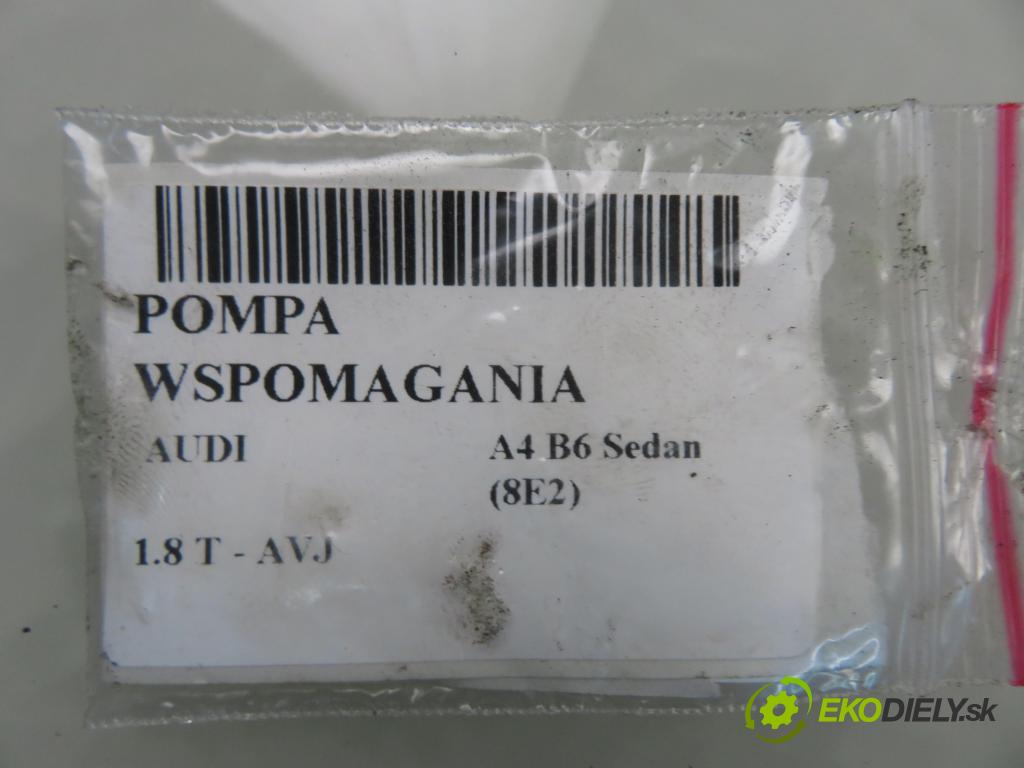 POMPA
WSPOMAGANIA
AUDI A4 B6 Sedan
(8E2)
1.8 T - AVJ
EKODIELY.sk